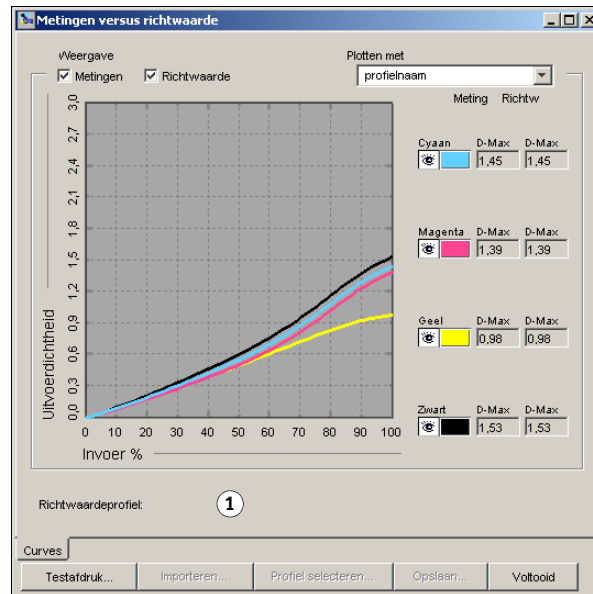 Metingen versus richtwaarde
Weergave
Plotten met
Metingen
Richtwaarde
profielnaam
Meting Richtw
3,0
2,7
2,4
2,1
1,8
1,5
1,2
0,9
0,6
0,3
0,0
Uitvoerdichtheid
0 10 20 30 40 50 60 70 80 90 100
Invoer %
Cyaan D-Max D-Max
1,45 1,45
Magenta D-Max D-Max
1,39 1,39
Geel D-Max D-Max
0,98 0,98
Zwart D-Max D-Max
1,53 1,53
Richtwaardeprofiel:
1
Curves
Testafdruk... Importeren... Profiel selecteren... Opslaan... Voltooid